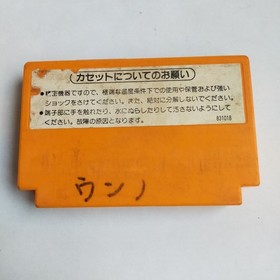 カセットについてのお願い
●精密機器ですので、極端な温度条件下での使用や保管および強い
ショックをさけてください。また、絶対に分解しないでください。
●端子部に手を触れたり、水にぬらしたりして汚さないようにして
ください。故障の原因となります。
831018
ウンノ